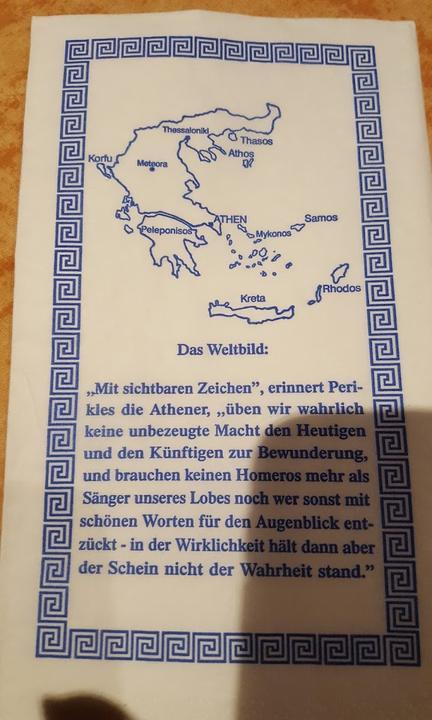 Thessaloniki
Thasos
Athos
Korfu
Meteora
ATHEN
Samos
Peleponisos
Mykonos
Rhodos
Kreta
Das Weltbild:
„Mit sichtbaren Zeichen”, erinnert Peri-
kles die Athener, „üben wir wahrlich
keine unbezeugte Macht den Heutigen
und den Künftigen zur Bewunderung,
und brauchen keinen Homeros mehr als
Sänger unseres Lobes noch wer sonst mit
schönen Worten für den Augenblick ent-
zückt - in der Wirklichkeit hält dann aber
der Schein nicht der Wahrheit stand.”